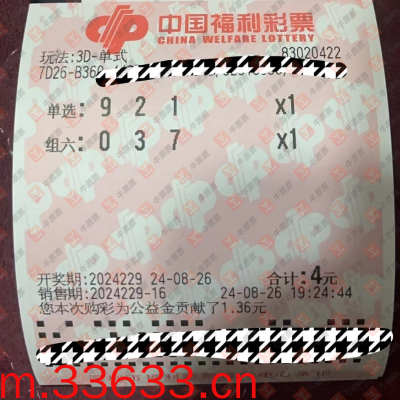 中国福利彩票
CHINA WELFARE LOTTERY
玩法:3D-单式 83020422
7D26-B360
单选: 9 2 1 x1
组六: 0 3 7 x1
开奖期:2024229 24-08-26 合计:4元
销售期:2024229-16 24-08-26 19:24:44
您本次购彩为公益金贡献了1.36元
m.33633.cn